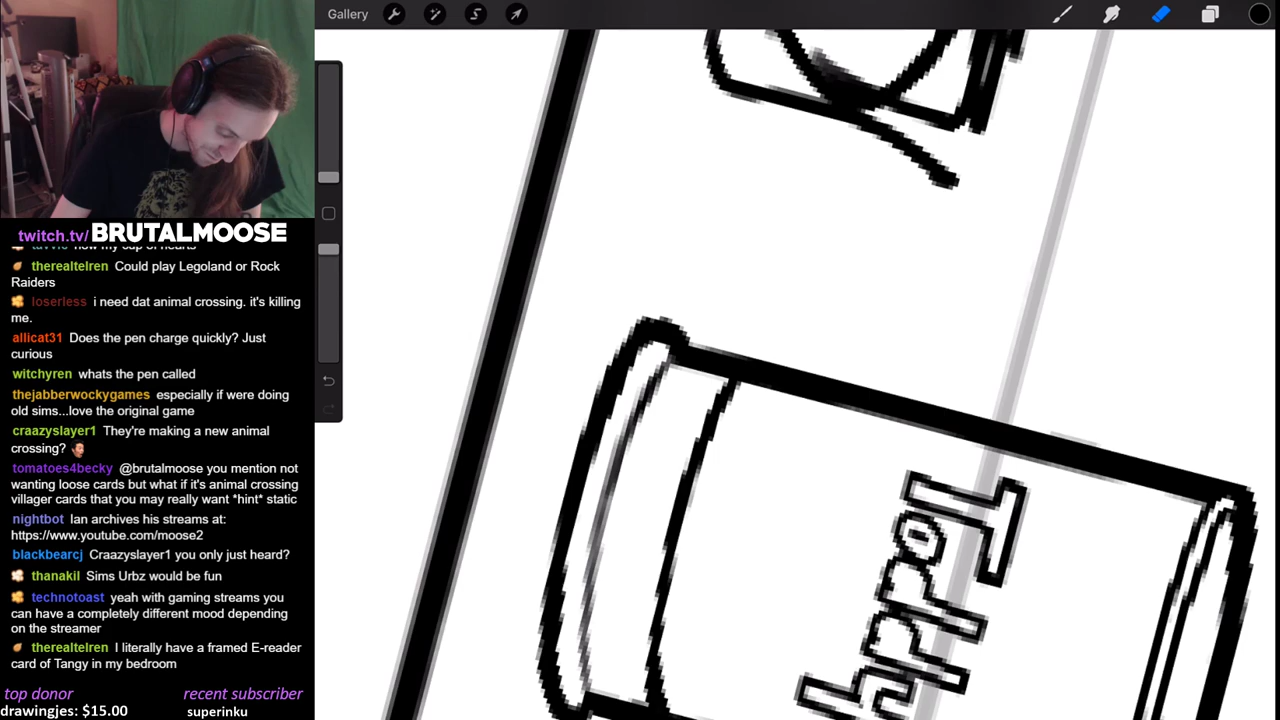 Gallery
twitch.tv/BRUTALMOOSE
therealtelren Could play Legoland or Rock
Raiders
loserless i need dat animal crossing. it's killing
me.
allicat31 Does the pen charge quickly? Just
curious
witchyren whats the pen called
thejabberwockygames especially if were doing
old sims...love the original game
craazyslayer1 They're making a new animal
crossing?
tomatoes4becky @brutalmoose you mention not
wanting loose cards but what if it's animal crossing
villager cards that you may really want *hint* static
nightbot Ian archives his streams at:
https://www.youtube.com/moose2
blackbearcj Craazyslayer1 you only just heard?
thanakil Sims Urbz would be fun
technotoast yeah with gaming streams you
can have a completely different mood depending
on the streamer
therealtelren I literally have a framed E-reader
card of Tangy in my bedroom
top donor
recent subscriber
drawingjes: $15.00
superinku